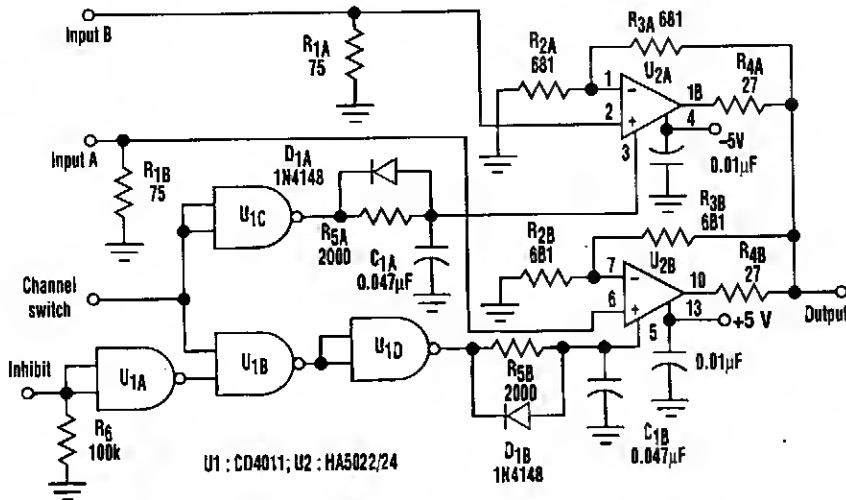 Input B
R1A
75
R2A
681
R3A 681
U2A
1
2
3
18
4
R4A
27
-5V
0.01µF
Input A
R1B
75
D1A
1N4148
U1C
R5A
2000
C1A
0.047µF
R2B
681
R3B
681
U2B
7
6
5
10
13
R4B
27
+5 V
Output
0.01µF
Channel
switch
Inhibit
U1A
U1B
U1D
R6
100k
R5B
2000
D1B
1N4148
C1B
0.047µF
U1 : CD4011; U2 : HA5022/24